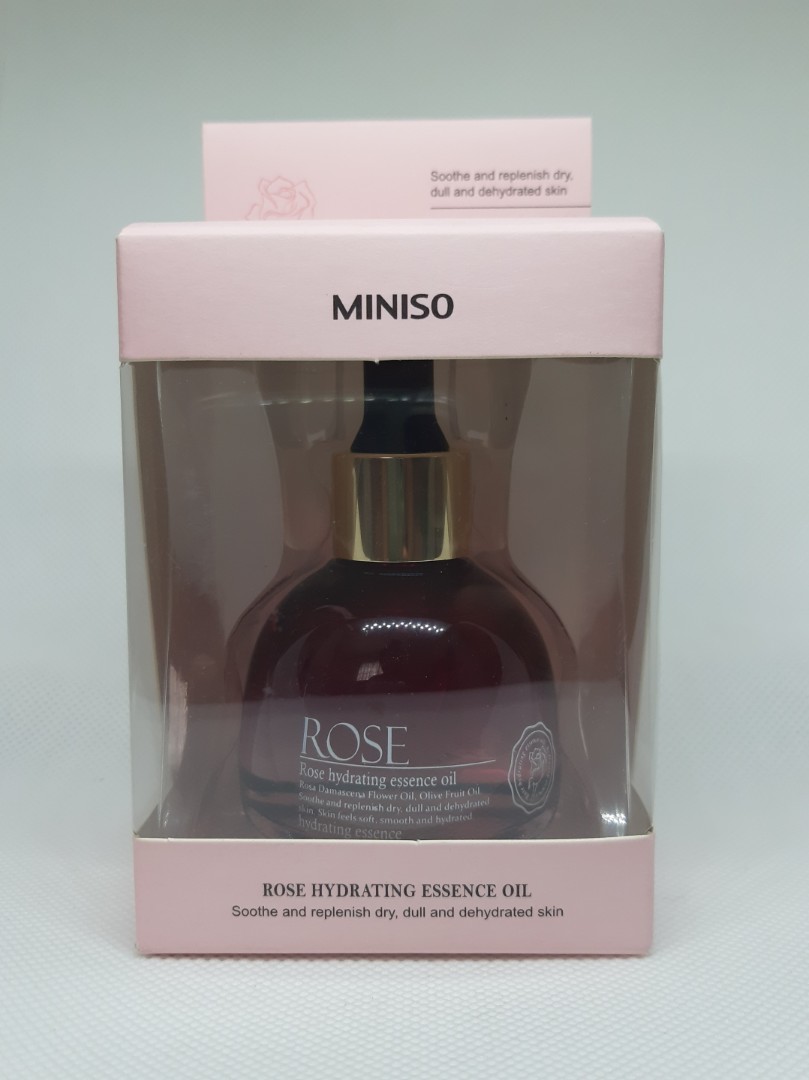 Soothe and replenish dry,
dull and dehydrated skin
MINISO
ROSE
Rose hydrating essence oil
Rosa Damascena Flower Oil, Olive Fruit Oil
Soothe and replenish dry, dull and dehydrated
skin. Skin feels soft, smooth and hydrated
hydrating essence
ROSE HYDRATING ESSENCE OIL
Soothe and replenish dry, dull and dehydrated skin